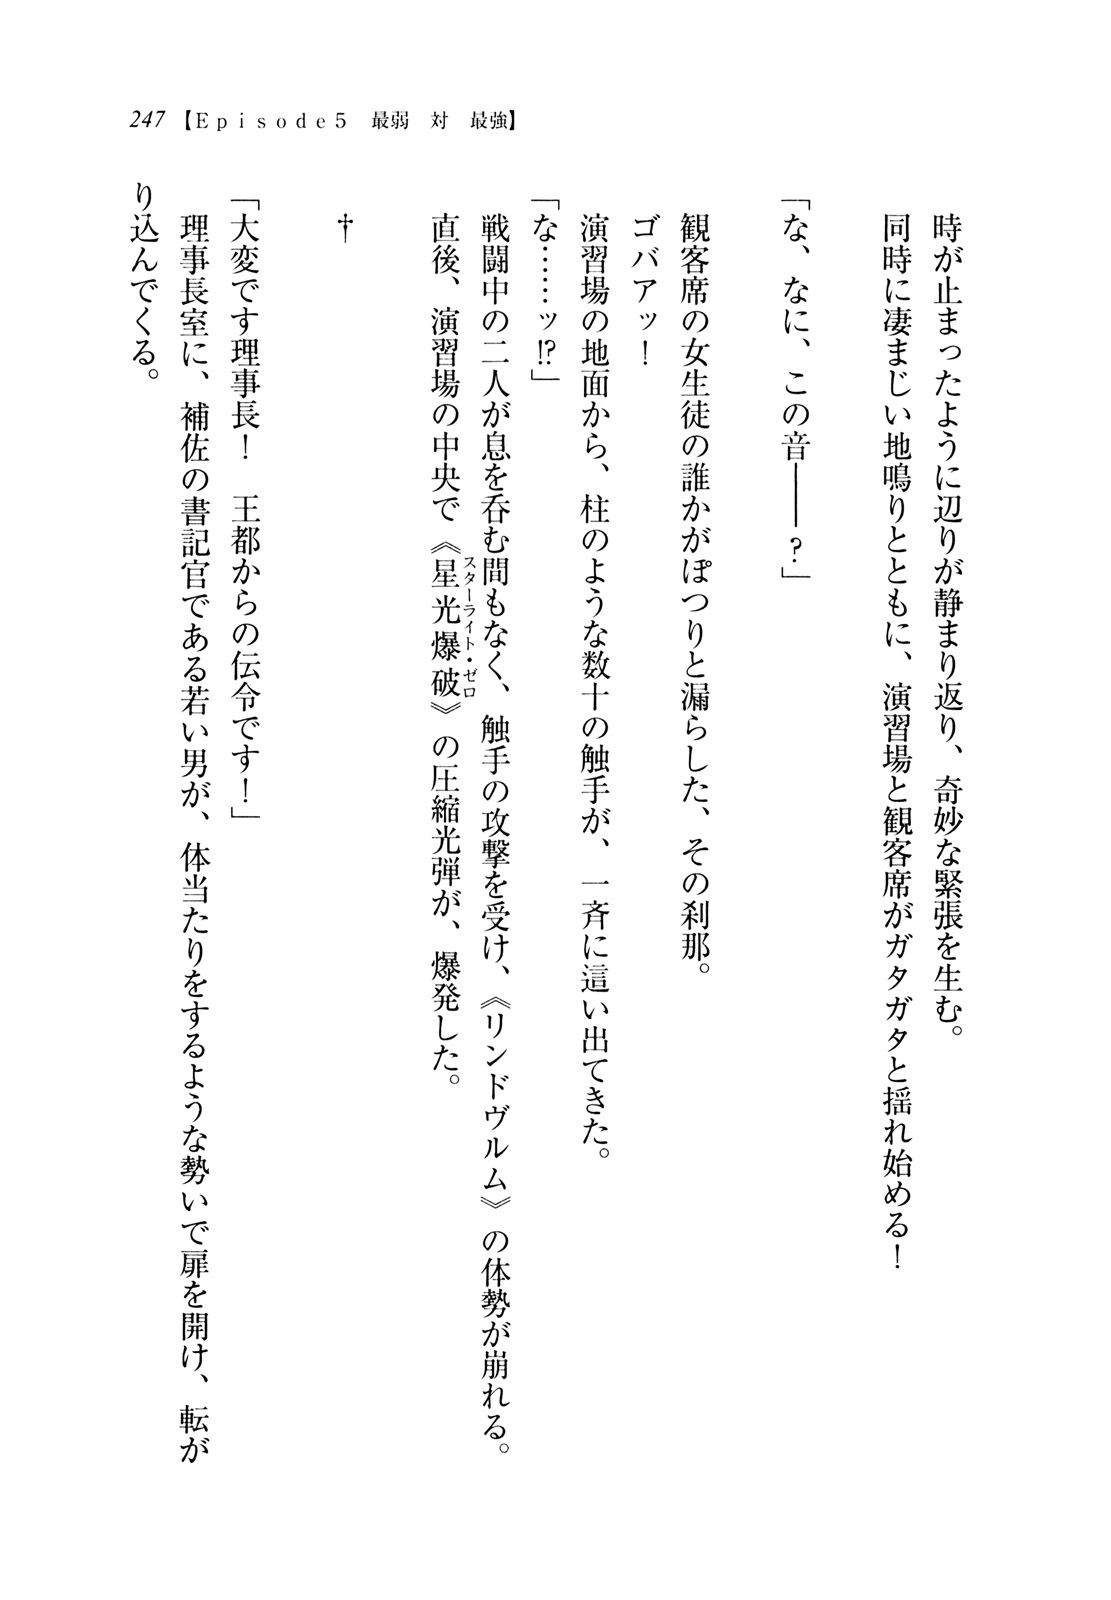 247 【Episode5　最弱　対　最強】
時が止まったように辺りが静まり返り、奇妙な緊張を生む。
同時に凄まじい地鳴りとともに、演習場と観客席がガタガタと揺れ始める！
「な、なに、この音――？」
観客席の女生徒の誰かがぽつりと漏らした、その刹那。
ゴバアッ！
演習場の地面から、柱のような数十の触手が、一斉に這い出てきた。
「な……ッ!?」
戦闘中の二人が息を呑む間もなく、触手の攻撃を受け、《リンドヴルム》の体勢が崩れる。
スターライト・ゼロ
直後、演習場の中央で《星光爆破》の圧縮光弾が、爆発した。
†
「大変です理事長！　王都からの伝令です！」
理事長室に、補佐の書記官である若い男が、体当たりをするような勢いで扉を開け、転が
り込んでくる。